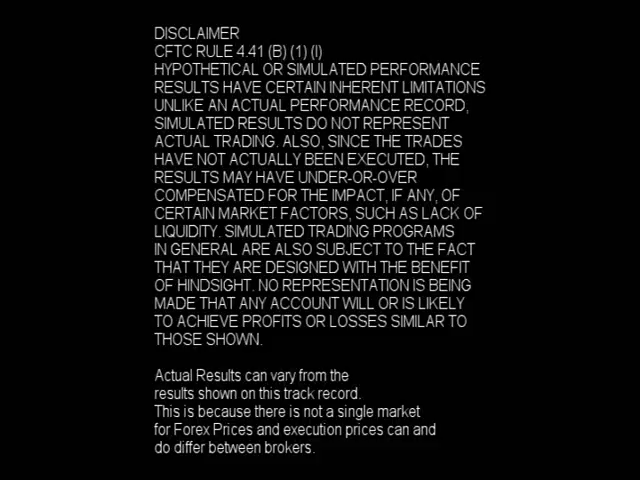 DISCLAIMER
CFTC RULE 4.41 (B) (1) (I)
HYPOTHETICAL OR SIMULATED PERFORMANCE
RESULTS HAVE CERTAIN INHERENT LIMITATIONS
UNLIKE AN ACTUAL PERFORMANCE RECORD,
SIMULATED RESULTS DO NOT REPRESENT
ACTUAL TRADING. ALSO, SINCE THE TRADES
HAVE NOT ACTUALLY BEEN EXECUTED, THE
RESULTS MAY HAVE UNDER-OR-OVER
COMPENSATED FOR THE IMPACT, IF ANY, OF
CERTAIN MARKET FACTORS, SUCH AS LACK OF
LIQUIDITY. SIMULATED TRADING PROGRAMS
IN GENERAL ARE ALSO SUBJECT TO THE FACT
THAT THEY ARE DESIGNED WITH THE BENEFIT
OF HINDSIGHT. NO REPRESENTATION IS BEING
MADE THAT ANY ACCOUNT WILL OR IS LIKELY
TO ACHIEVE PROFITS OR LOSSES SIMILAR TO
THOSE SHOWN.
Actual Results can vary from the
results shown on this track record.
This is because there is not a single market
for Forex Prices and execution prices can and
do differ between brokers.